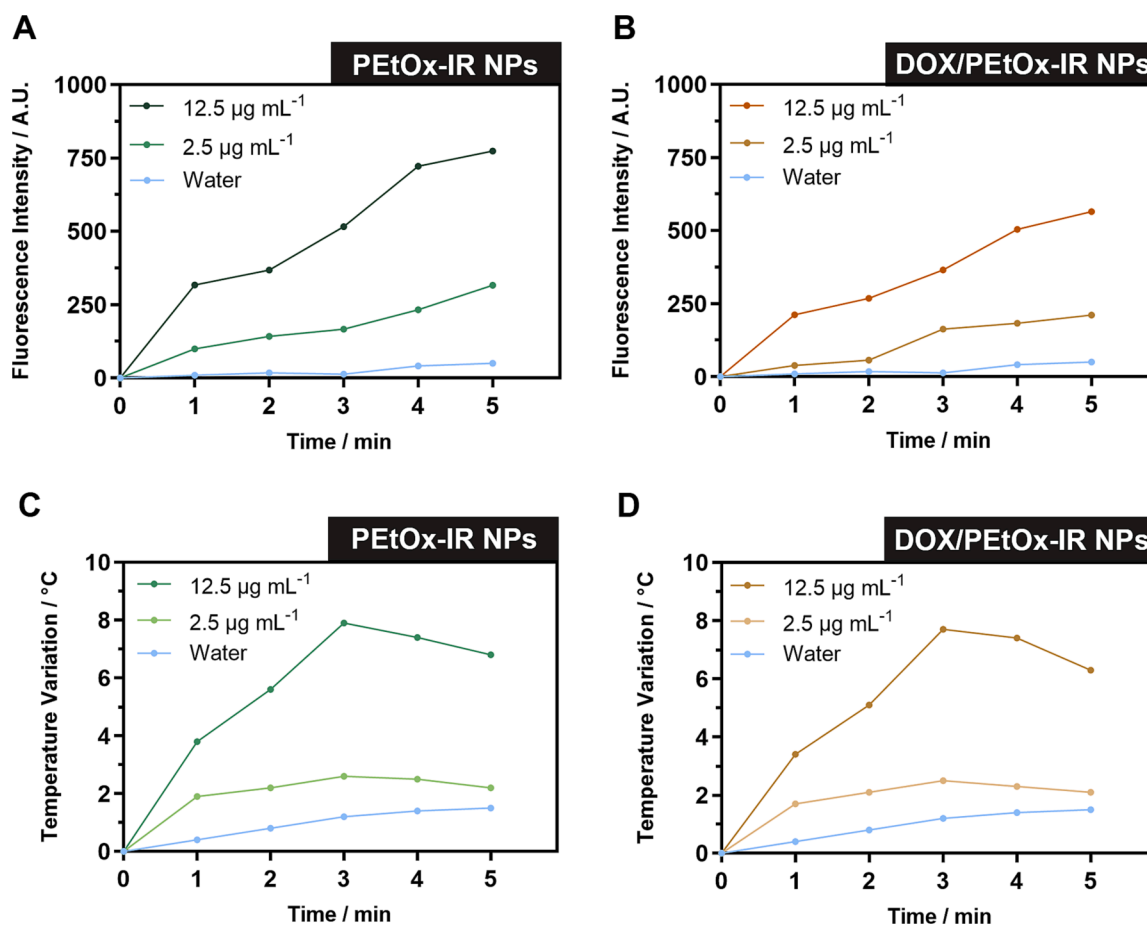 A
PEtOx-IR NPs
Fluorescence Intensity / A.U.
1000
750
500
250
0
12.5 µg mL⁻¹
2.5 µg mL⁻¹
Water
0 1 2 3 4 5
Time / min
B
DOX/PEtOx-IR NPs
Fluorescence Intensity / A.U.
1000
750
500
250
0
12.5 µg mL⁻¹
2.5 µg mL⁻¹
Water
0 1 2 3 4 5
Time / min
C
PEtOx-IR NPs
Temperature Variation / °C
10
8
6
4
2
0
12.5 µg mL⁻¹
2.5 µg mL⁻¹
Water
0 1 2 3 4 5
Time / min
D
DOX/PEtOx-IR NPs
Temperature Variation / °C
10
8
6
4
2
0
12.5 µg mL⁻¹
2.5 µg mL⁻¹
Water
0 1 2 3 4 5
Time / min